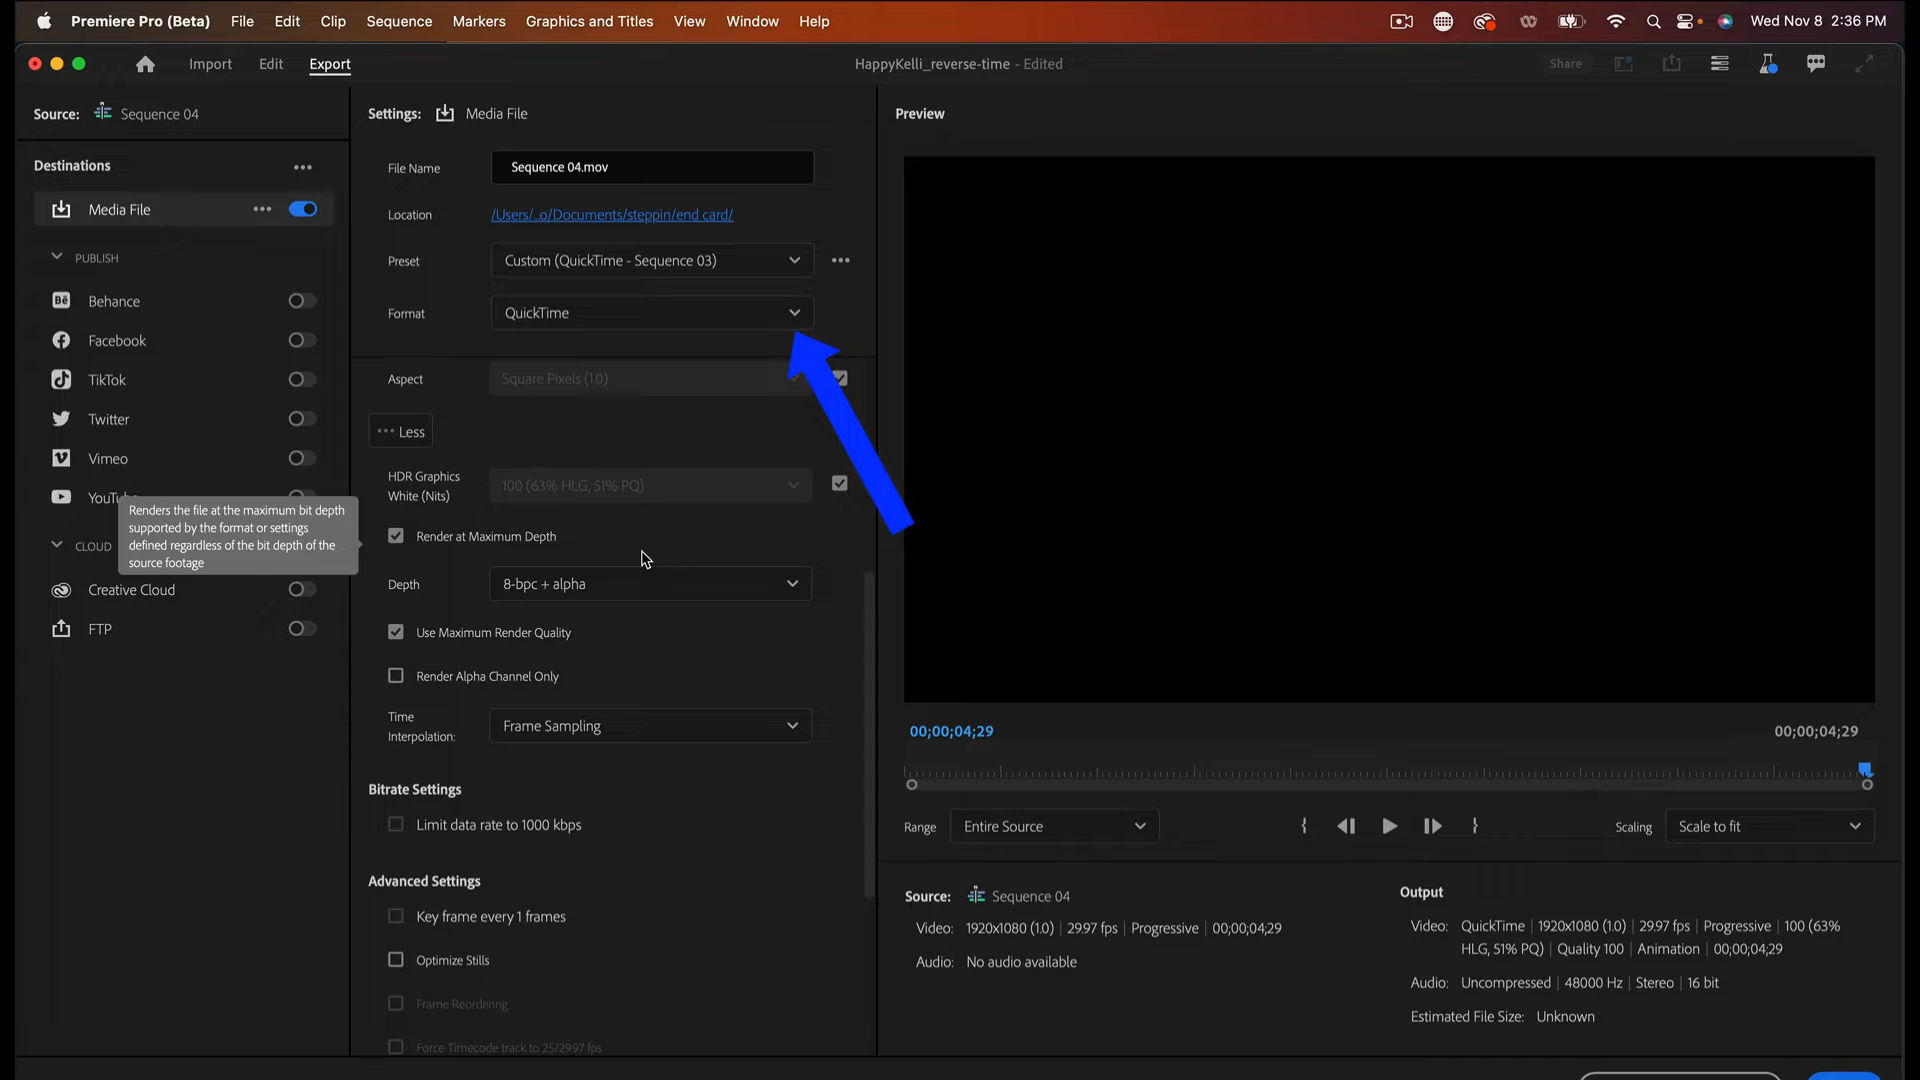 Premiere Pro (Beta) File Edit Clip Sequence Markers Graphics and Titles View Window Help Wed Nov 8 2:36 PM
Import Edit Export HappyKelli_reverse-time - Edited Share
Source: Sequence 04
Destinations
Media File
PUBLISH
Behance
Facebook
TikTok
Twitter
Vimeo
YouTube
Renders the file at the maximum bit depth
supported by the format or settings
defined regardless of the bit depth of the
source footage
CLOUD
Creative Cloud
FTP
Settings: Media File
File Name Sequence 04.mov
Location /Users/...o/Documents/steppin/end card/
Preset Custom (QuickTime - Sequence 03)
Format QuickTime
Aspect Square Pixels (1.0)
Less
HDR Graphics
White (Nits) 100 (63% HLG, 51% PQ)
Render at Maximum Depth
Depth 8-bpc + alpha
Use Maximum Render Quality
Render Alpha Channel Only
Time
Interpolation: Frame Sampling
Bitrate Settings
Limit data rate to 1000 kbps
Advanced Settings
Key frame every 1 frames
Optimize Stills
Frame Reordering
Force Timecode track to 25/29.97 fps
Preview
00;00;04;29 00;00;04;29
Range Entire Source Scaling Scale to fit
Source: Sequence 04
Video: 1920x1080 (1.0) | 29.97 fps | Progressive | 00;00;04;29
Audio: No audio available
Output
Video: QuickTime | 1920x1080 (1.0) | 29.97 fps | Progressive | 100 (63%
HLG, 51% PQ) | Quality 100 | Animation | 00;00;04;29
Audio: Uncompressed | 48000 Hz | Stereo | 16 bit
Estimated File Size: Unknown